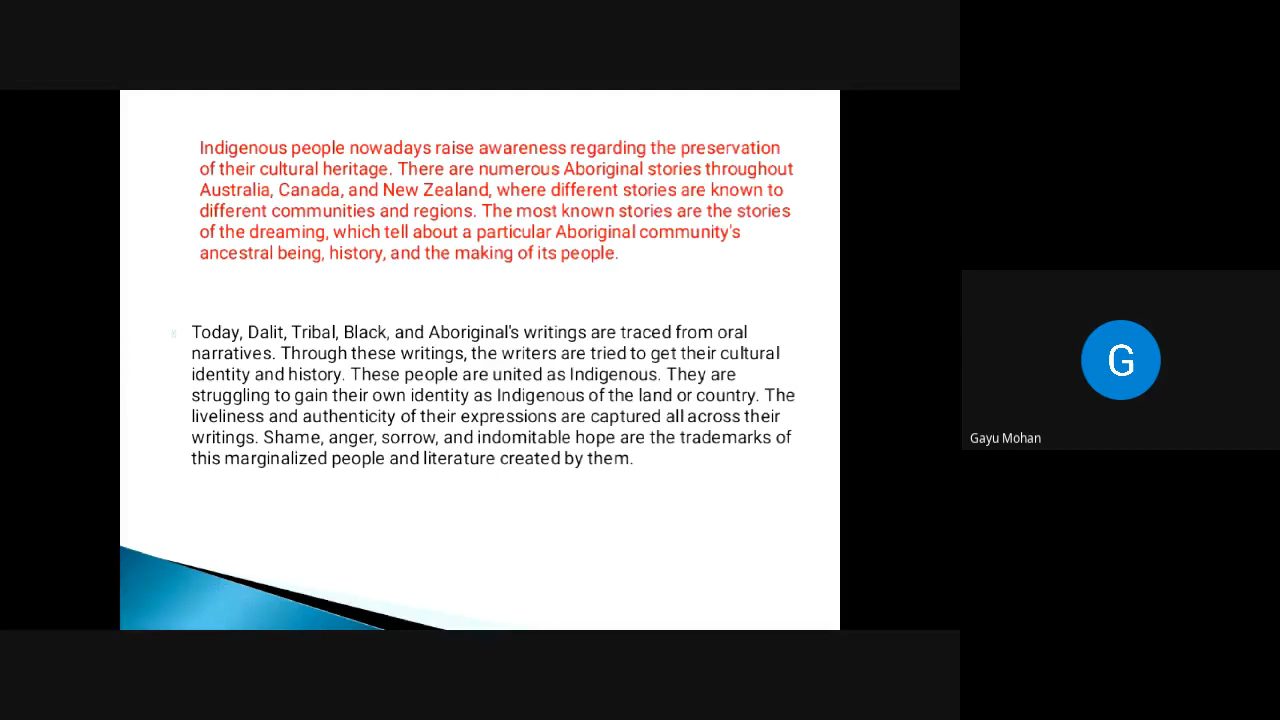 Indigenous people nowadays raise awareness regarding the preservation
of their cultural heritage. There are numerous Aboriginal stories throughout
Australia, Canada, and New Zealand, where different stories are known to
different communities and regions. The most known stories are the stories
of the dreaming, which tell about a particular Aboriginal community's
ancestral being, history, and the making of its people.
Today, Dalit, Tribal, Black, and Aboriginal's writings are traced from oral
narratives. Through these writings, the writers are tried to get their cultural
identity and history. These people are united as Indigenous. They are
struggling to gain their own identity as Indigenous of the land or country. The
liveliness and authenticity of their expressions are captured all across their
writings. Shame, anger, sorrow, and indomitable hope are the trademarks of
this marginalized people and literature created by them.
G
Gayu Mohan